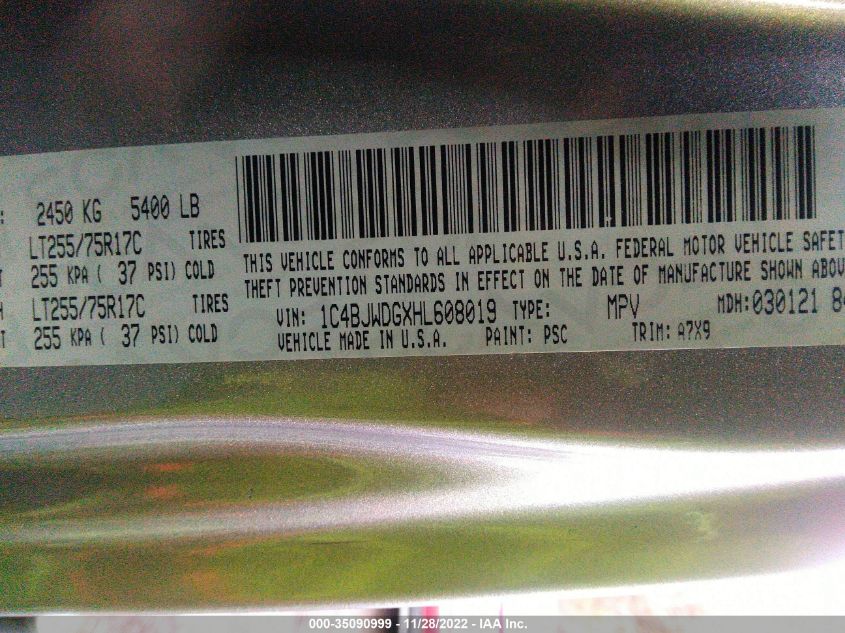 2450 KG 5400 LB
LT255/75R17C TIRES
255 KPA ( 37 PSI) COLD
LT255/75R17C TIRES
255 KPA ( 37 PSI) COLD
THIS VEHICLE CONFORMS TO ALL APPLICABLE U.S.A. FEDERAL MOTOR VEHICLE SAFET
THEFT PREVENTION STANDARDS IN EFFECT ON THE DATE OF MANUFACTURE SHOWN ABOV
VIN: 1C4BJWDGXHL608019 TYPE: MPV MDH:030121 84
VEHICLE MADE IN U.S.A. PAINT: PSC TRIM: A7X9
000-35090999 - 11/28/2022 - IAA Inc.